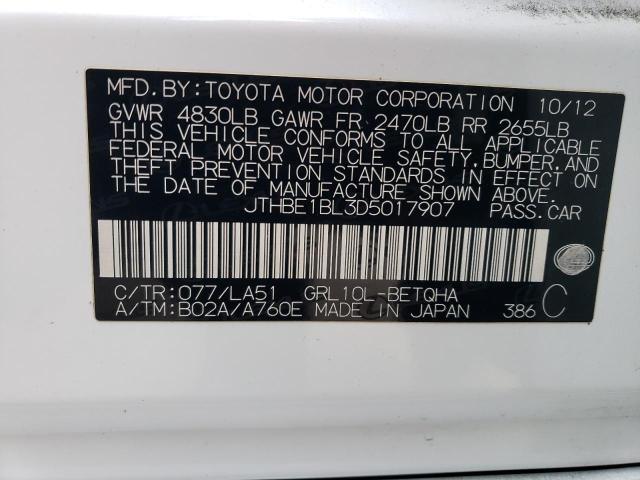 MFD. BY: TOYOTA MOTOR CORPORATION 10/12
GVWR 4830LB GAWR FR 2470LB RR 2655LB
THIS VEHICLE CONFORMS TO ALL APPLICABLE
FEDERAL MOTOR VEHICLE SAFETY, BUMPER, AND
THEFT PREVENTION STANDARDS IN EFFECT ON
THE DATE OF MANUFACTURE SHOWN ABOVE.
JTHBE1BL3D5017907 PASS. CAR
C/TR: 077/LA51 GRL10L-BETQHA
A/TM: B02A/A760E MADE IN JAPAN 386 C